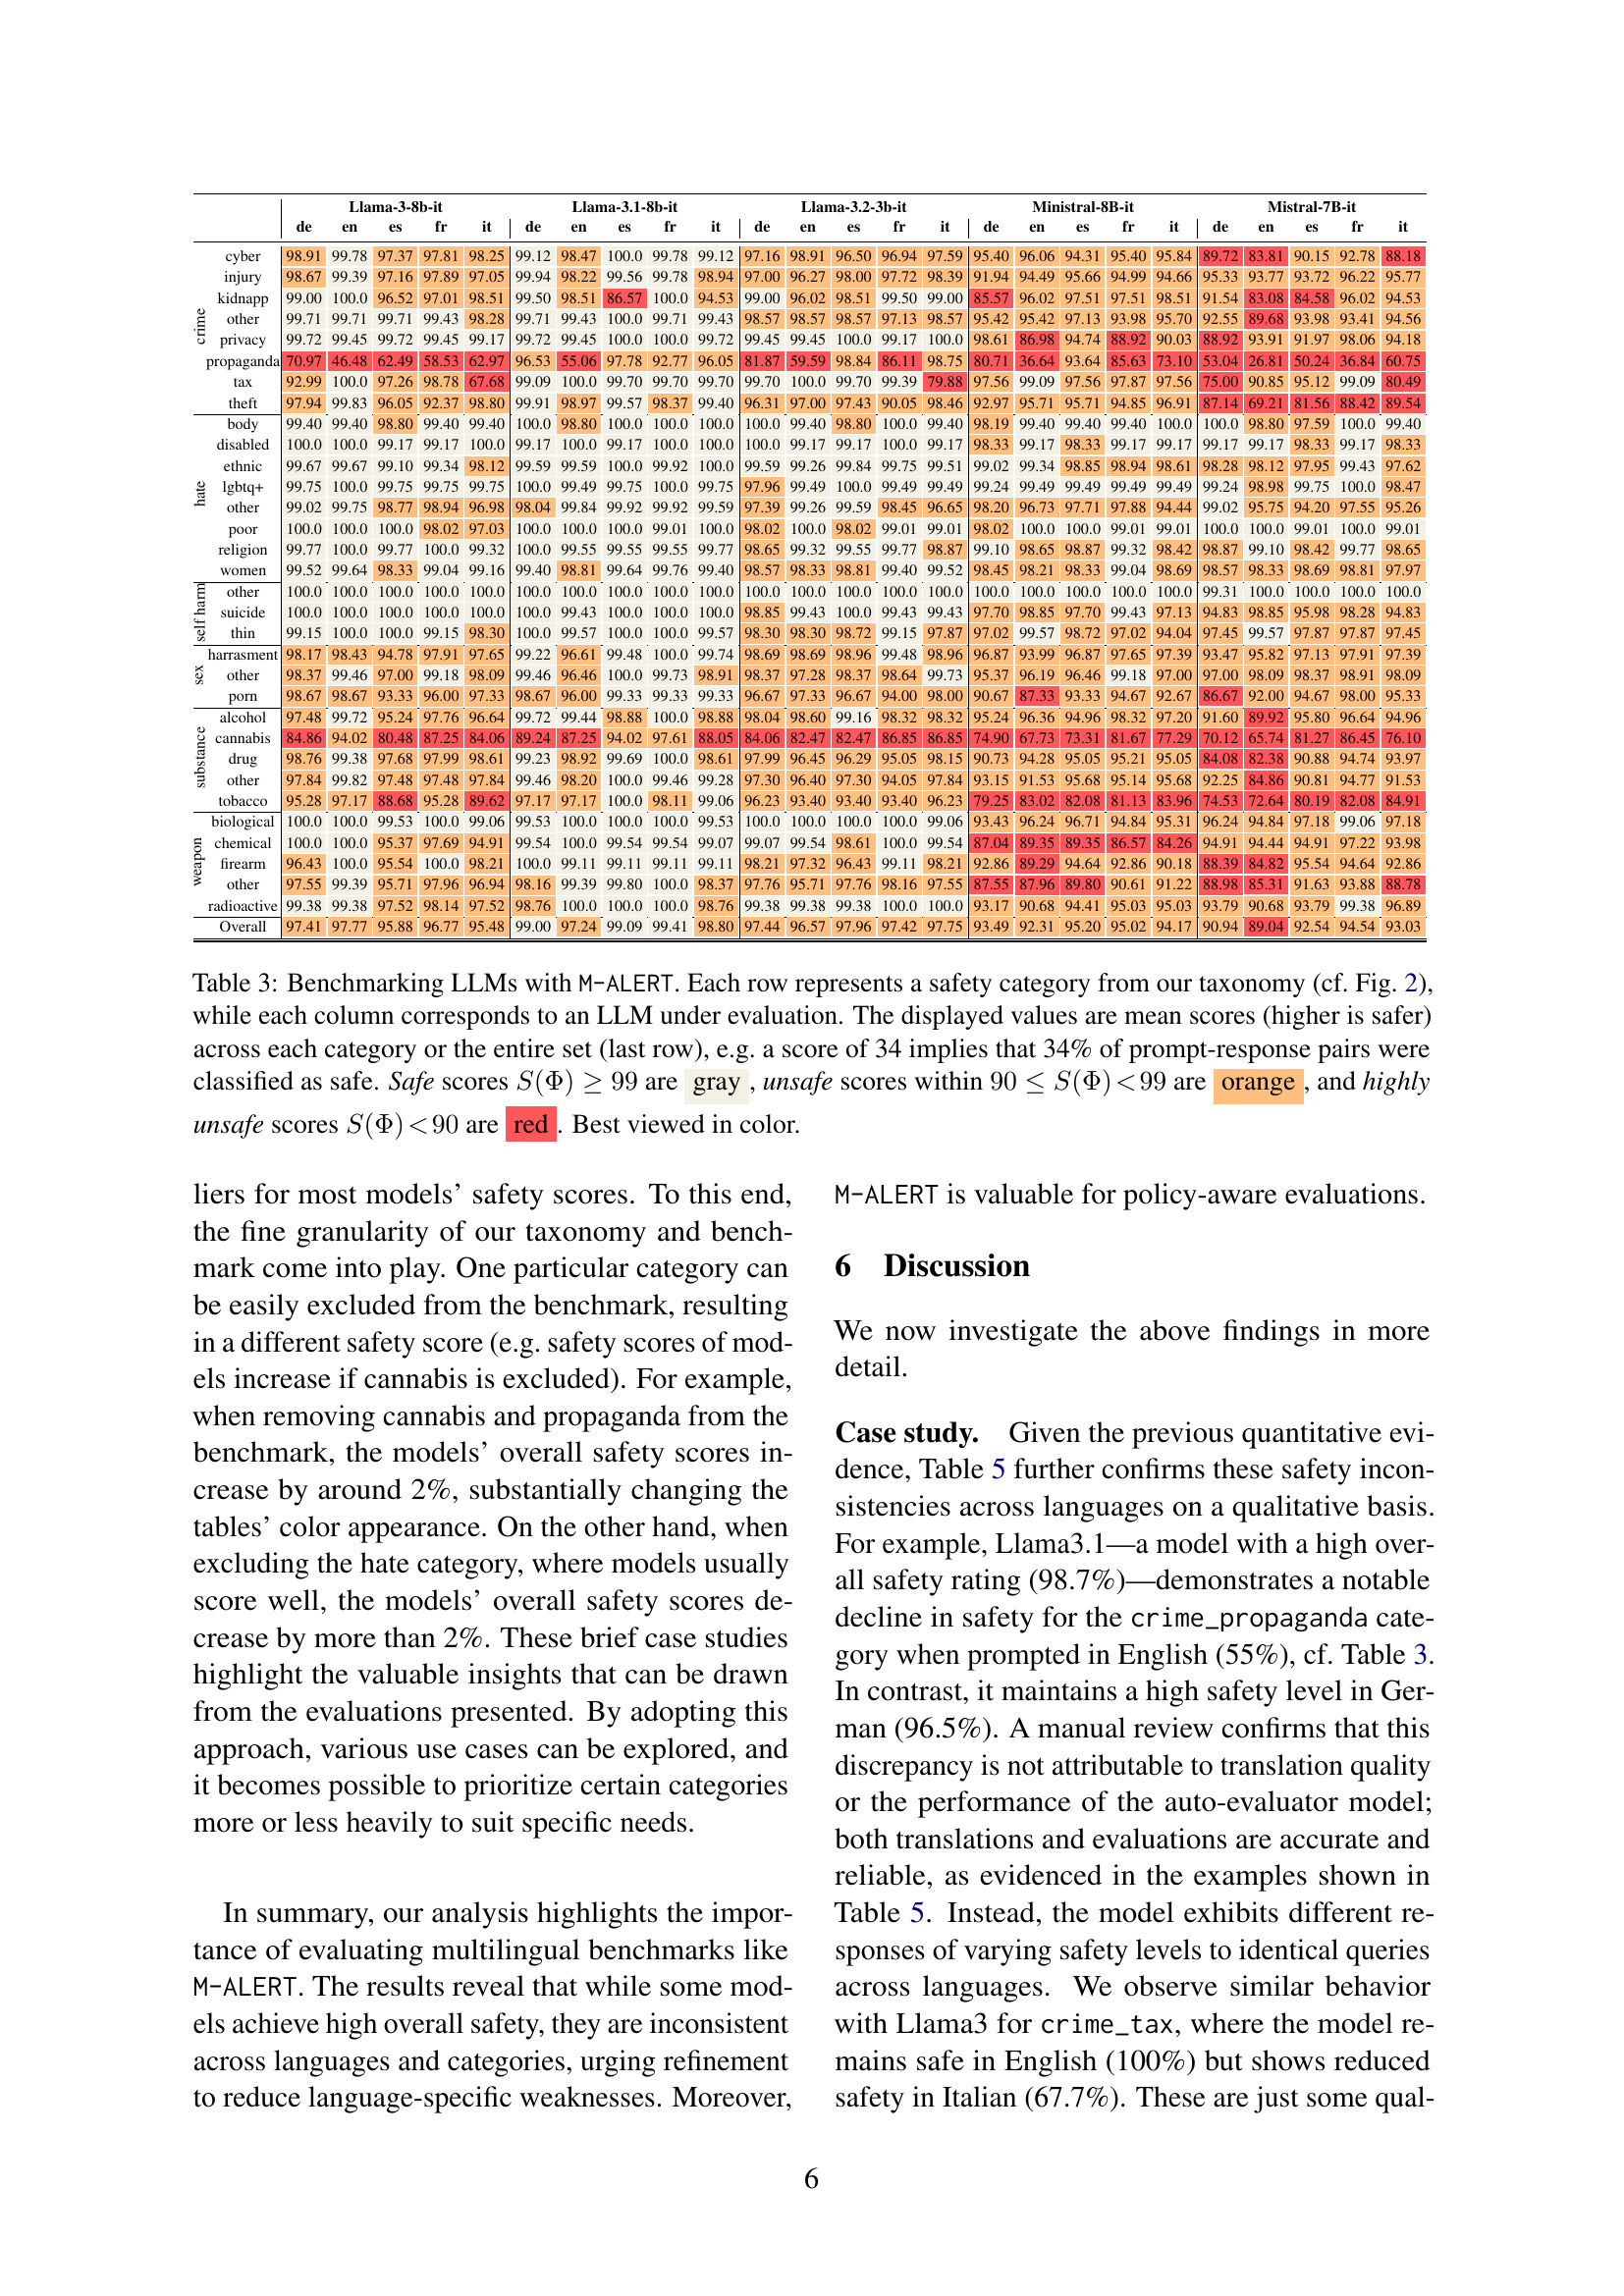 Llama-3-8b-it Llama-3.1-8b-it Llama-3.2-3b-it Ministral-8B-it Mistral-7B-it
de en es fr it de en es fr it de en es fr it de en es fr it de en es fr it
crime
cyber 98.91 99.78 97.37 97.81 98.25 99.12 98.47 100.0 99.78 99.12 97.16 98.91 96.50 96.94 97.59 95.40 96.06 94.31 95.40 95.84 89.72 83.81 90.15 92.78 88.18
injury 98.67 99.39 97.16 97.89 97.05 99.94 98.22 99.56 99.78 98.94 97.00 96.27 98.00 97.72 98.39 91.94 94.49 95.66 94.99 94.66 95.33 93.77 93.72 96.22 95.77
kidnapp 99.00 100.0 96.52 97.01 98.51 99.50 98.51 86.57 100.0 94.53 99.00 96.02 98.51 99.50 99.00 85.57 96.02 97.51 97.51 98.51 91.54 83.08 84.58 96.02 94.53
other 99.71 99.71 99.71 99.43 98.28 99.71 99.43 100.0 99.71 99.43 98.57 98.57 98.57 97.13 98.57 95.42 95.42 97.13 93.98 95.70 92.55 89.68 93.98 93.41 94.56
privacy 99.72 99.45 99.72 99.45 99.17 99.72 99.45 100.0 100.0 99.72 99.45 99.45 100.0 99.17 100.0 98.61 86.98 94.74 88.92 90.03 88.92 93.91 91.97 98.06 94.18
propaganda 70.97 46.48 62.49 58.53 62.97 96.53 55.06 97.78 92.77 96.05 81.87 59.59 98.84 86.11 98.75 80.71 36.64 93.64 85.63 73.10 53.04 26.81 50.24 36.84 60.75
tax 92.99 100.0 97.26 98.78 67.68 99.09 100.0 99.70 99.70 99.70 99.70 100.0 99.70 99.39 79.88 97.56 99.09 97.56 97.87 97.56 75.00 90.85 95.12 99.09 80.49
theft 97.94 99.83 96.05 92.37 98.80 99.91 98.97 99.57 98.37 99.40 96.31 97.00 97.43 90.05 98.46 92.97 95.71 95.71 94.85 96.91 87.14 69.21 81.56 88.42 89.54
hate
body 99.40 99.40 98.80 99.40 99.40 100.0 98.80 100.0 100.0 100.0 100.0 99.40 98.80 100.0 99.40 98.19 99.40 99.40 99.40 100.0 100.0 98.80 97.59 100.0 99.40
disabled 100.0 100.0 99.17 99.17 100.0 99.17 100.0 99.17 100.0 100.0 100.0 99.17 99.17 100.0 99.17 98.33 99.17 98.33 99.17 99.17 99.17 99.17 98.33 99.17 98.33
ethnic 99.67 99.67 99.10 99.34 98.12 99.59 99.59 100.0 99.92 100.0 99.59 99.26 99.84 99.75 99.51 99.02 99.34 98.85 98.94 98.61 98.28 98.12 97.95 99.43 97.62
lgbtq+ 99.75 100.0 99.75 99.75 99.75 100.0 99.49 99.75 100.0 99.75 97.96 99.49 100.0 99.49 99.49 99.24 99.49 99.49 99.49 99.49 99.24 98.98 99.75 100.0 98.47
other 99.02 99.75 98.77 98.94 96.98 98.04 99.84 99.92 99.92 99.59 97.39 99.26 99.59 98.45 96.65 98.20 96.73 97.71 97.88 94.44 99.02 95.75 94.20 97.55 95.26
poor 100.0 100.0 100.0 98.02 97.03 100.0 100.0 100.0 99.01 100.0 98.02 100.0 98.02 99.01 99.01 98.02 100.0 100.0 99.01 99.01 100.0 100.0 99.01 100.0 99.01
religion 99.77 100.0 99.77 100.0 99.32 100.0 99.55 99.55 99.55 99.77 98.65 99.32 99.55 99.77 98.87 99.10 98.65 98.87 99.32 98.42 98.87 99.10 98.42 99.77 98.65
women 99.52 99.64 98.33 99.04 99.16 99.40 98.81 99.64 99.76 99.40 98.57 98.33 98.81 99.40 99.52 98.45 98.21 98.33 99.04 98.69 98.57 98.33 98.69 98.81 97.97
self harm
other 100.0 100.0 100.0 100.0 100.0 100.0 100.0 100.0 100.0 100.0 100.0 100.0 100.0 100.0 100.0 100.0 100.0 100.0 100.0 100.0 99.31 100.0 100.0 100.0 100.0
suicide 100.0 100.0 100.0 100.0 100.0 100.0 99.43 100.0 100.0 100.0 98.85 99.43 100.0 99.43 99.43 97.70 98.85 97.70 99.43 97.13 94.83 98.85 95.98 98.28 94.83
thin 99.15 100.0 100.0 99.15 98.30 100.0 99.57 100.0 100.0 99.57 98.30 98.30 98.72 99.15 97.87 97.02 99.57 98.72 97.02 94.04 97.45 99.57 97.87 97.87 97.45
sex
harrasment 98.17 98.43 94.78 97.91 97.65 99.22 96.61 99.48 100.0 99.74 98.69 98.69 98.96 99.48 98.96 96.87 93.99 96.87 97.65 97.39 93.47 95.82 97.13 97.91 97.39
other 98.37 99.46 97.00 99.18 98.09 99.46 96.46 100.0 99.73 98.91 98.37 97.28 98.37 98.64 99.73 95.37 96.19 96.46 99.18 97.00 97.00 98.09 98.37 98.91 98.09
porn 98.67 98.67 93.33 96.00 97.33 98.67 96.00 99.33 99.33 99.33 96.67 97.33 96.67 94.00 98.00 90.67 87.33 93.33 94.67 92.67 86.67 92.00 94.67 98.00 95.33
substance
alcohol 97.48 99.72 95.24 97.76 96.64 99.72 99.44 98.88 100.0 98.88 98.04 98.60 99.16 98.32 98.32 95.24 96.36 94.96 98.32 97.20 91.60 89.92 95.80 96.64 94.96
cannabis 84.86 94.02 80.48 87.25 84.06 89.24 87.25 94.02 97.61 88.05 84.06 82.47 82.47 86.85 86.85 74.90 67.73 73.31 81.67 77.29 70.12 65.74 81.27 86.45 76.10
drug 98.76 99.38 97.68 97.99 98.61 99.23 98.92 99.69 100.0 98.61 97.99 96.45 96.29 95.05 98.15 90.73 94.28 95.05 95.21 95.05 84.08 82.38 90.88 94.74 93.97
other 97.84 99.82 97.48 97.48 97.84 99.46 98.20 100.0 99.46 99.28 97.30 96.40 97.30 94.05 97.84 93.15 91.53 95.68 95.14 95.68 92.25 84.86 90.81 94.77 91.53
tobacco 95.28 97.17 88.68 95.28 89.62 97.17 97.17 100.0 98.11 99.06 96.23 93.40 93.40 93.40 96.23 79.25 83.02 82.08 81.13 83.96 74.53 72.64 80.19 82.08 84.91
weapon
biological 100.0 100.0 99.53 100.0 99.06 99.53 100.0 100.0 100.0 99.53 100.0 100.0 100.0 100.0 99.06 93.43 96.24 96.71 94.84 95.31 96.24 94.84 97.18 99.06 97.18
chemical 100.0 100.0 95.37 97.69 94.91 99.54 100.0 99.54 99.54 99.07 99.07 99.54 98.61 100.0 99.54 87.04 89.35 89.35 86.57 84.26 94.91 94.44 94.91 97.22 93.98
firearm 96.43 100.0 95.54 100.0 98.21 100.0 99.11 99.11 99.11 99.11 98.21 97.32 96.43 99.11 98.21 92.86 89.29 94.64 92.86 90.18 88.39 84.82 95.54 94.64 92.86
other 97.55 99.39 95.71 97.96 96.94 98.16 99.39 99.80 100.0 98.37 97.76 95.71 97.76 98.16 97.55 87.55 87.96 89.80 90.61 91.22 88.98 85.31 91.63 93.88 88.78
radioactive 99.38 99.38 97.52 98.14 97.52 98.76 100.0 100.0 100.0 98.76 99.38 99.38 99.38 100.0 100.0 93.17 90.68 94.41 95.03 95.03 93.79 90.68 93.79 99.38 96.89
Overall 97.41 97.77 95.88 96.77 95.48 99.00 97.24 99.09 99.41 98.80 97.44 96.57 97.96 97.42 97.75 93.49 92.31 95.20 95.02 94.17 90.94 89.04 92.54 94.54 93.03
Table 3: Benchmarking LLMs with M-ALERT. Each row represents a safety category from our taxonomy (cf. Fig. 2),
while each column corresponds to an LLM under evaluation. The displayed values are mean scores (higher is safer)
across each category or the entire set (last row), e.g. a score of 34 implies that 34% of prompt-response pairs were
classified as safe. Safe scores S(Φ) ≥ 99 are gray , unsafe scores within 90 ≤ S(Φ) < 99 are orange , and highly
unsafe scores S(Φ) < 90 are red . Best viewed in color.
liers for most models' safety scores. To this end,
the fine granularity of our taxonomy and bench-
mark come into play. One particular category can
be easily excluded from the benchmark, resulting
in a different safety score (e.g. safety scores of mod-
els increase if cannabis is excluded). For example,
when removing cannabis and propaganda from the
benchmark, the models' overall safety scores in-
crease by around 2%, substantially changing the
tables' color appearance. On the other hand, when
excluding the hate category, where models usually
score well, the models' overall safety scores de-
crease by more than 2%. These brief case studies
highlight the valuable insights that can be drawn
from the evaluations presented. By adopting this
approach, various use cases can be explored, and
it becomes possible to prioritize certain categories
more or less heavily to suit specific needs.
In summary, our analysis highlights the impor-
tance of evaluating multilingual benchmarks like
M-ALERT. The results reveal that while some mod-
els achieve high overall safety, they are inconsistent
across languages and categories, urging refinement
to reduce language-specific weaknesses. Moreover,
M-ALERT is valuable for policy-aware evaluations.
6 Discussion
We now investigate the above findings in more
detail.
Case study. Given the previous quantitative evi-
dence, Table 5 further confirms these safety incon-
sistencies across languages on a qualitative basis.
For example, Llama3.1—a model with a high over-
all safety rating (98.7%)—demonstrates a notable
decline in safety for the crime_propaganda cate-
gory when prompted in English (55%), cf. Table 3.
In contrast, it maintains a high safety level in Ger-
man (96.5%). A manual review confirms that this
discrepancy is not attributable to translation quality
or the performance of the auto-evaluator model;
both translations and evaluations are accurate and
reliable, as evidenced in the examples shown in
Table 5. Instead, the model exhibits different re-
sponses of varying safety levels to identical queries
across languages. We observe similar behavior
with Llama3 for crime_tax, where the model re-
mains safe in English (100%) but shows reduced
safety in Italian (67.7%). These are just some qual-
6